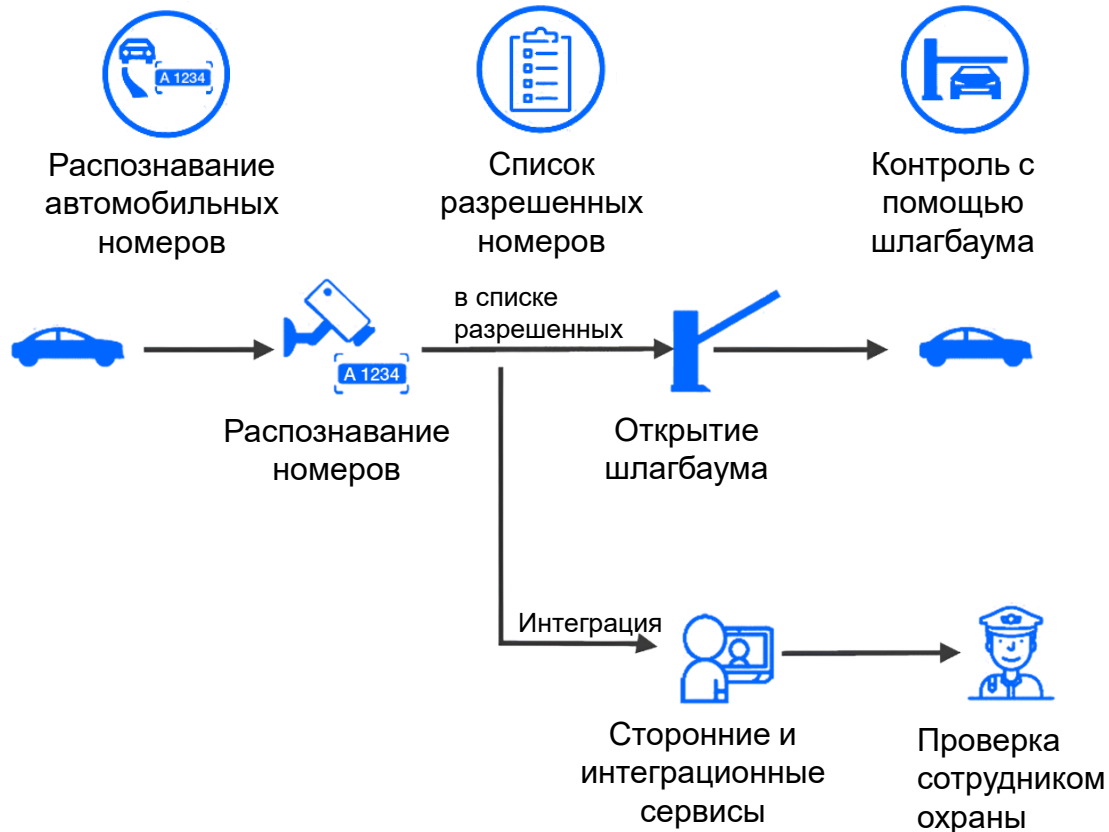 A 1234
Распознавание
автомобильных
номеров
Список
разрешенных
номеров
Контроль с
помощью
шлагбаума
в списке
разрешенных
A 1234
Распознавание
номеров
Открытие
шлагбаума
Интеграция
Сторонние и
интеграционные
сервисы
Проверка
сотрудником
охраны